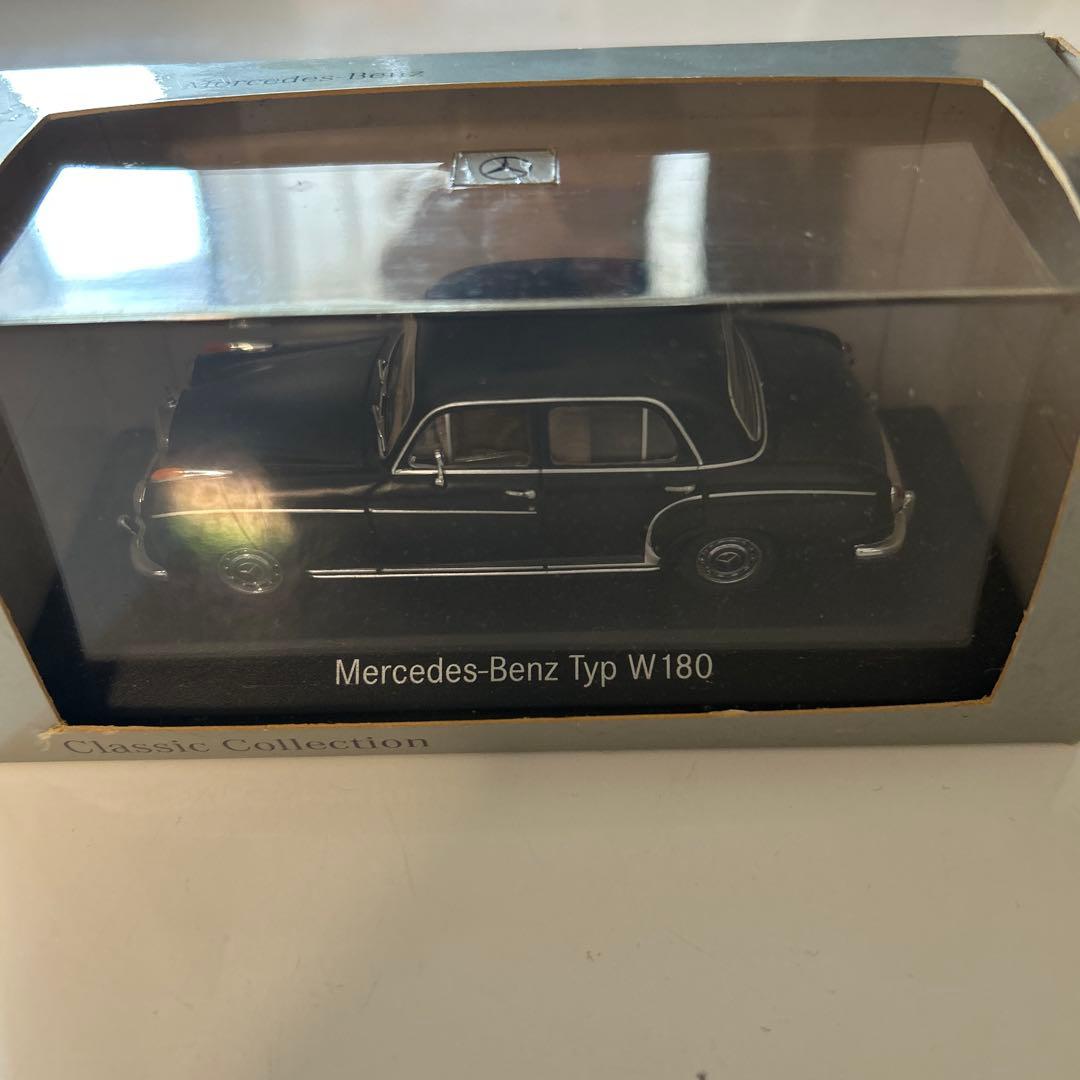 Mercedes-Benz
Mercedes-Benz Typ W180
Classic Collection